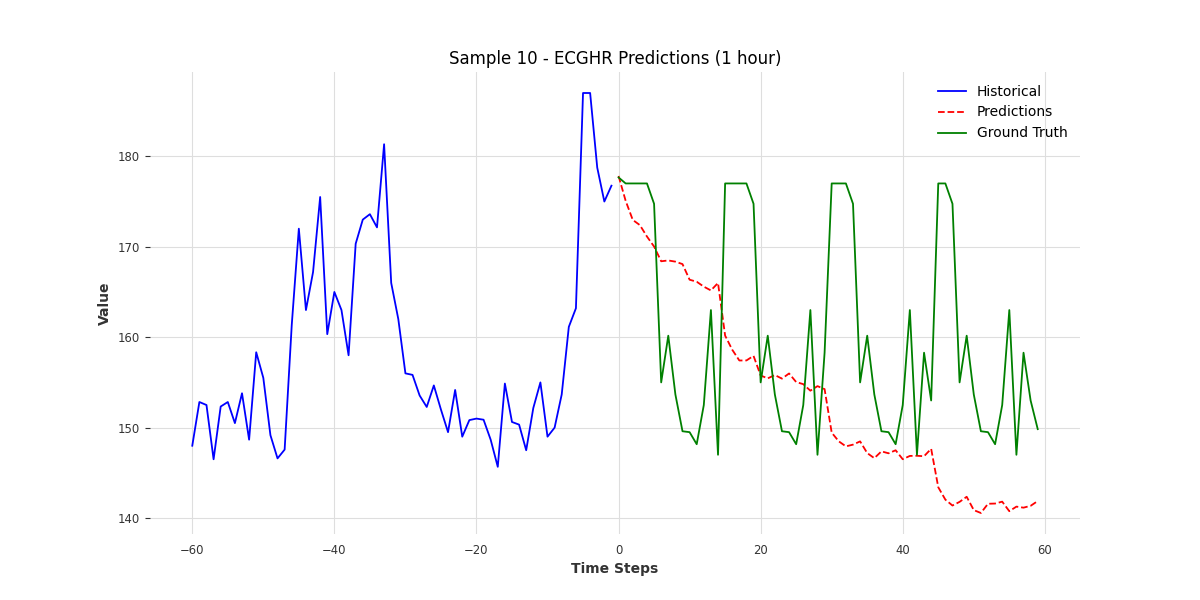 Sample 10 - ECGHR Predictions (1 hour)
Historical
Predictions
Ground Truth
Value
180
170
160
150
140
−60
−40
−20
0
20
40
60
Time Steps